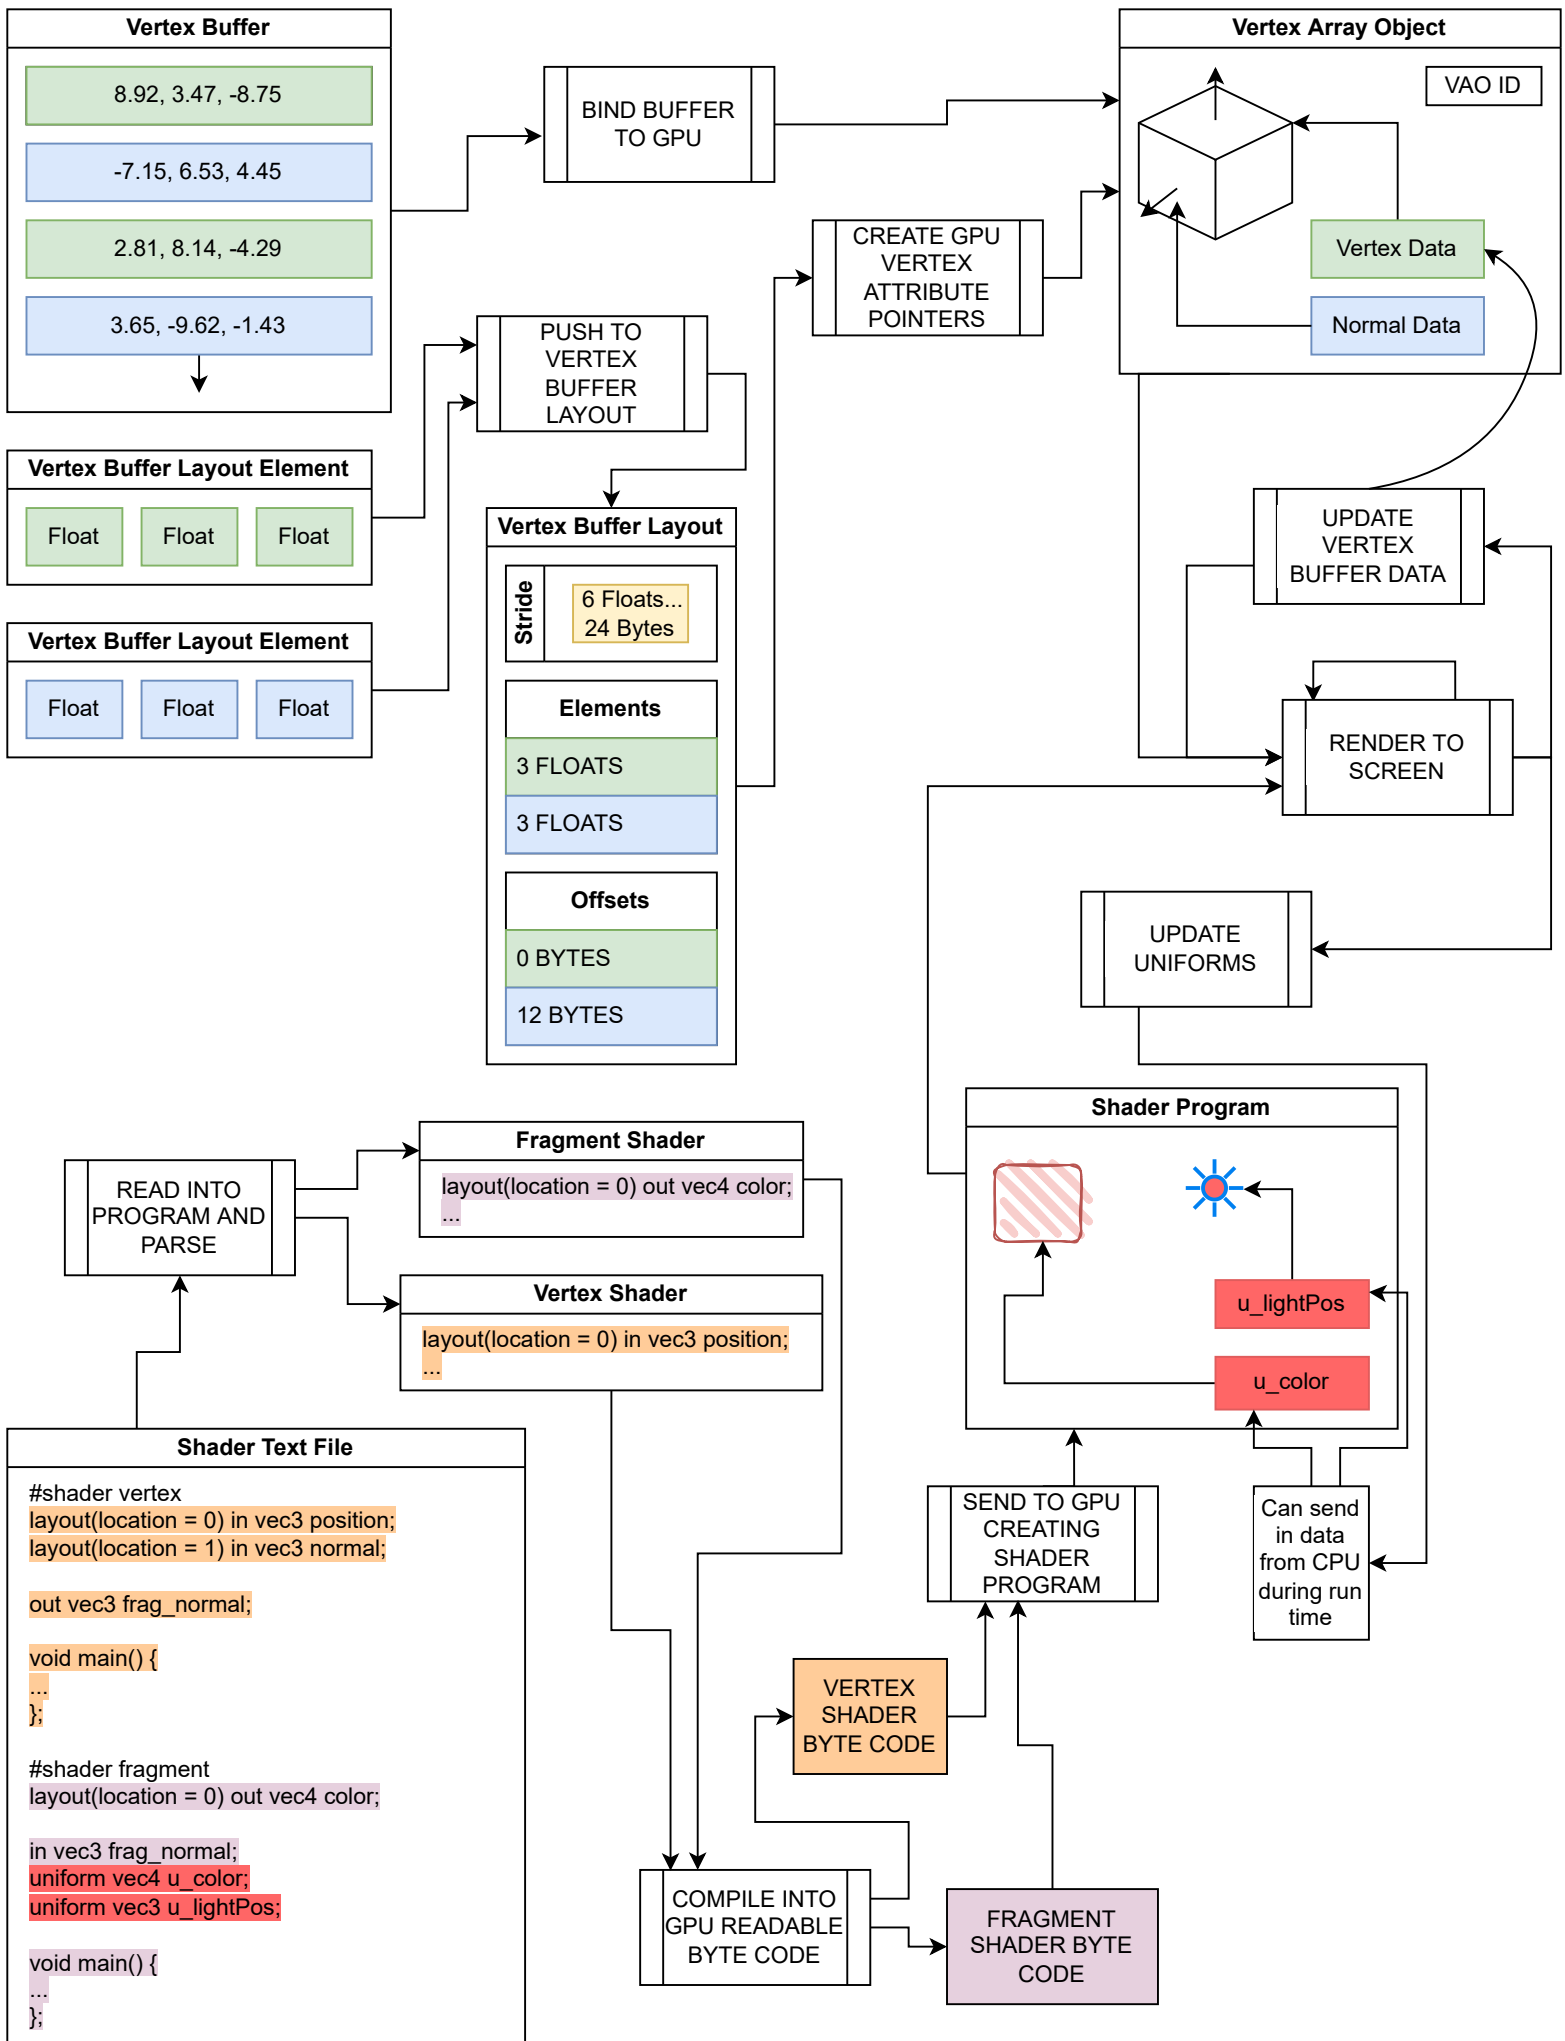 Vertex Buffer
8.92, 3.47, -8.75
-7.15, 6.53, 4.45
2.81, 8.14, -4.29
3.65, -9.62, -1.43
BIND BUFFER
TO GPU
Vertex Array Object
VAO ID
Vertex Data
Normal Data
CREATE GPU
VERTEX
ATTRIBUTE
POINTERS
PUSH TO
VERTEX
BUFFER
LAYOUT
Vertex Buffer Layout Element
Float
Float
Float
Vertex Buffer Layout Element
Float
Float
Float
Vertex Buffer Layout
Stride
6 Floats...
24 Bytes
Elements
3 FLOATS
3 FLOATS
Offsets
0 BYTES
12 BYTES
UPDATE
VERTEX
BUFFER DATA
RENDER TO
SCREEN
UPDATE
UNIFORMS
Shader Program
u_lightPos
u_color
Fragment Shader
layout(location = 0) out vec4 color;
...
READ INTO
PROGRAM AND
PARSE
Vertex Shader
layout(location = 0) in vec3 position;
...
Shader Text File
#shader vertex
layout(location = 0) in vec3 position;
layout(location = 1) in vec3 normal;
out vec3 frag_normal;
void main() {
...
};
#shader fragment
layout(location = 0) out vec4 color;
in vec3 frag_normal;
uniform vec4 u_color;
uniform vec3 u_lightPos;
void main() {
...
};
SEND TO GPU
CREATING
SHADER
PROGRAM
Can send
in data
from CPU
during run
time
VERTEX
SHADER
BYTE CODE
COMPILE INTO
GPU READABLE
BYTE CODE
FRAGMENT
SHADER BYTE
CODE